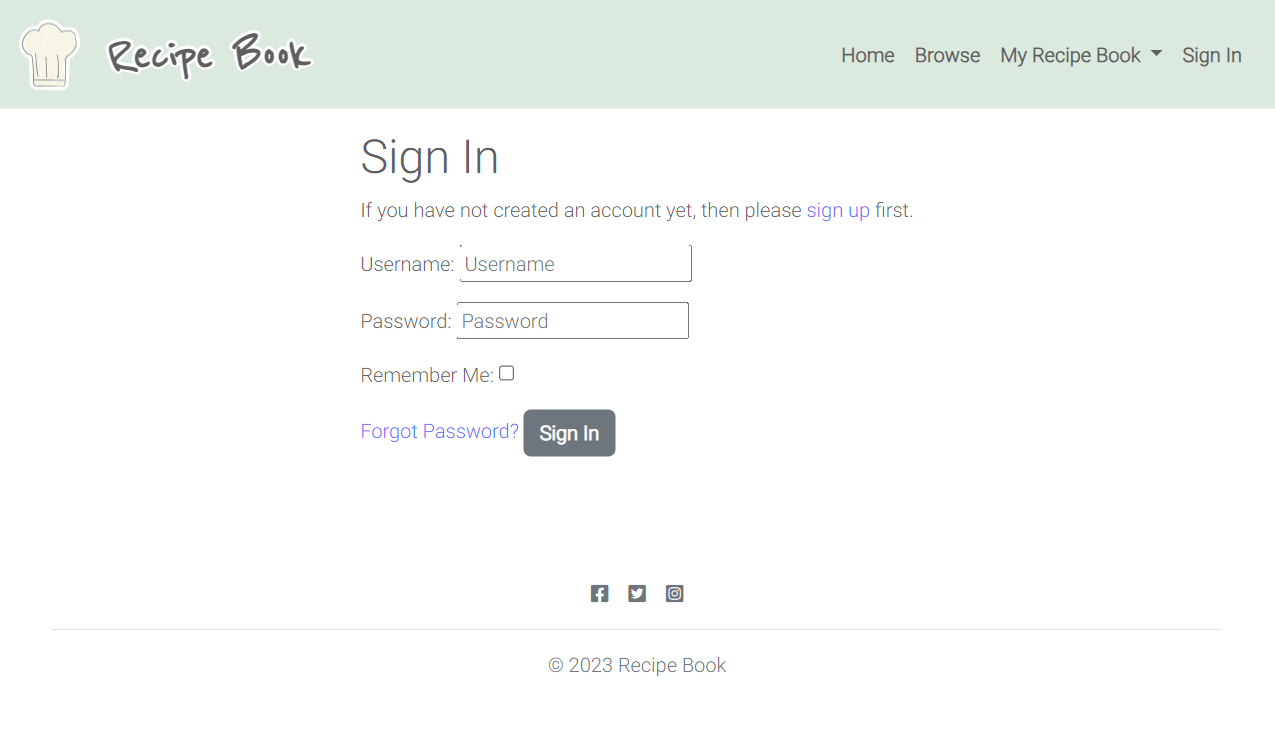 Recipe Book
Home Browse My Recipe Book Sign In
Sign In
If you have not created an account yet, then please sign up first.
Username: Username
Password: Password
Remember Me:
Forgot Password? Sign In
© 2023 Recipe Book